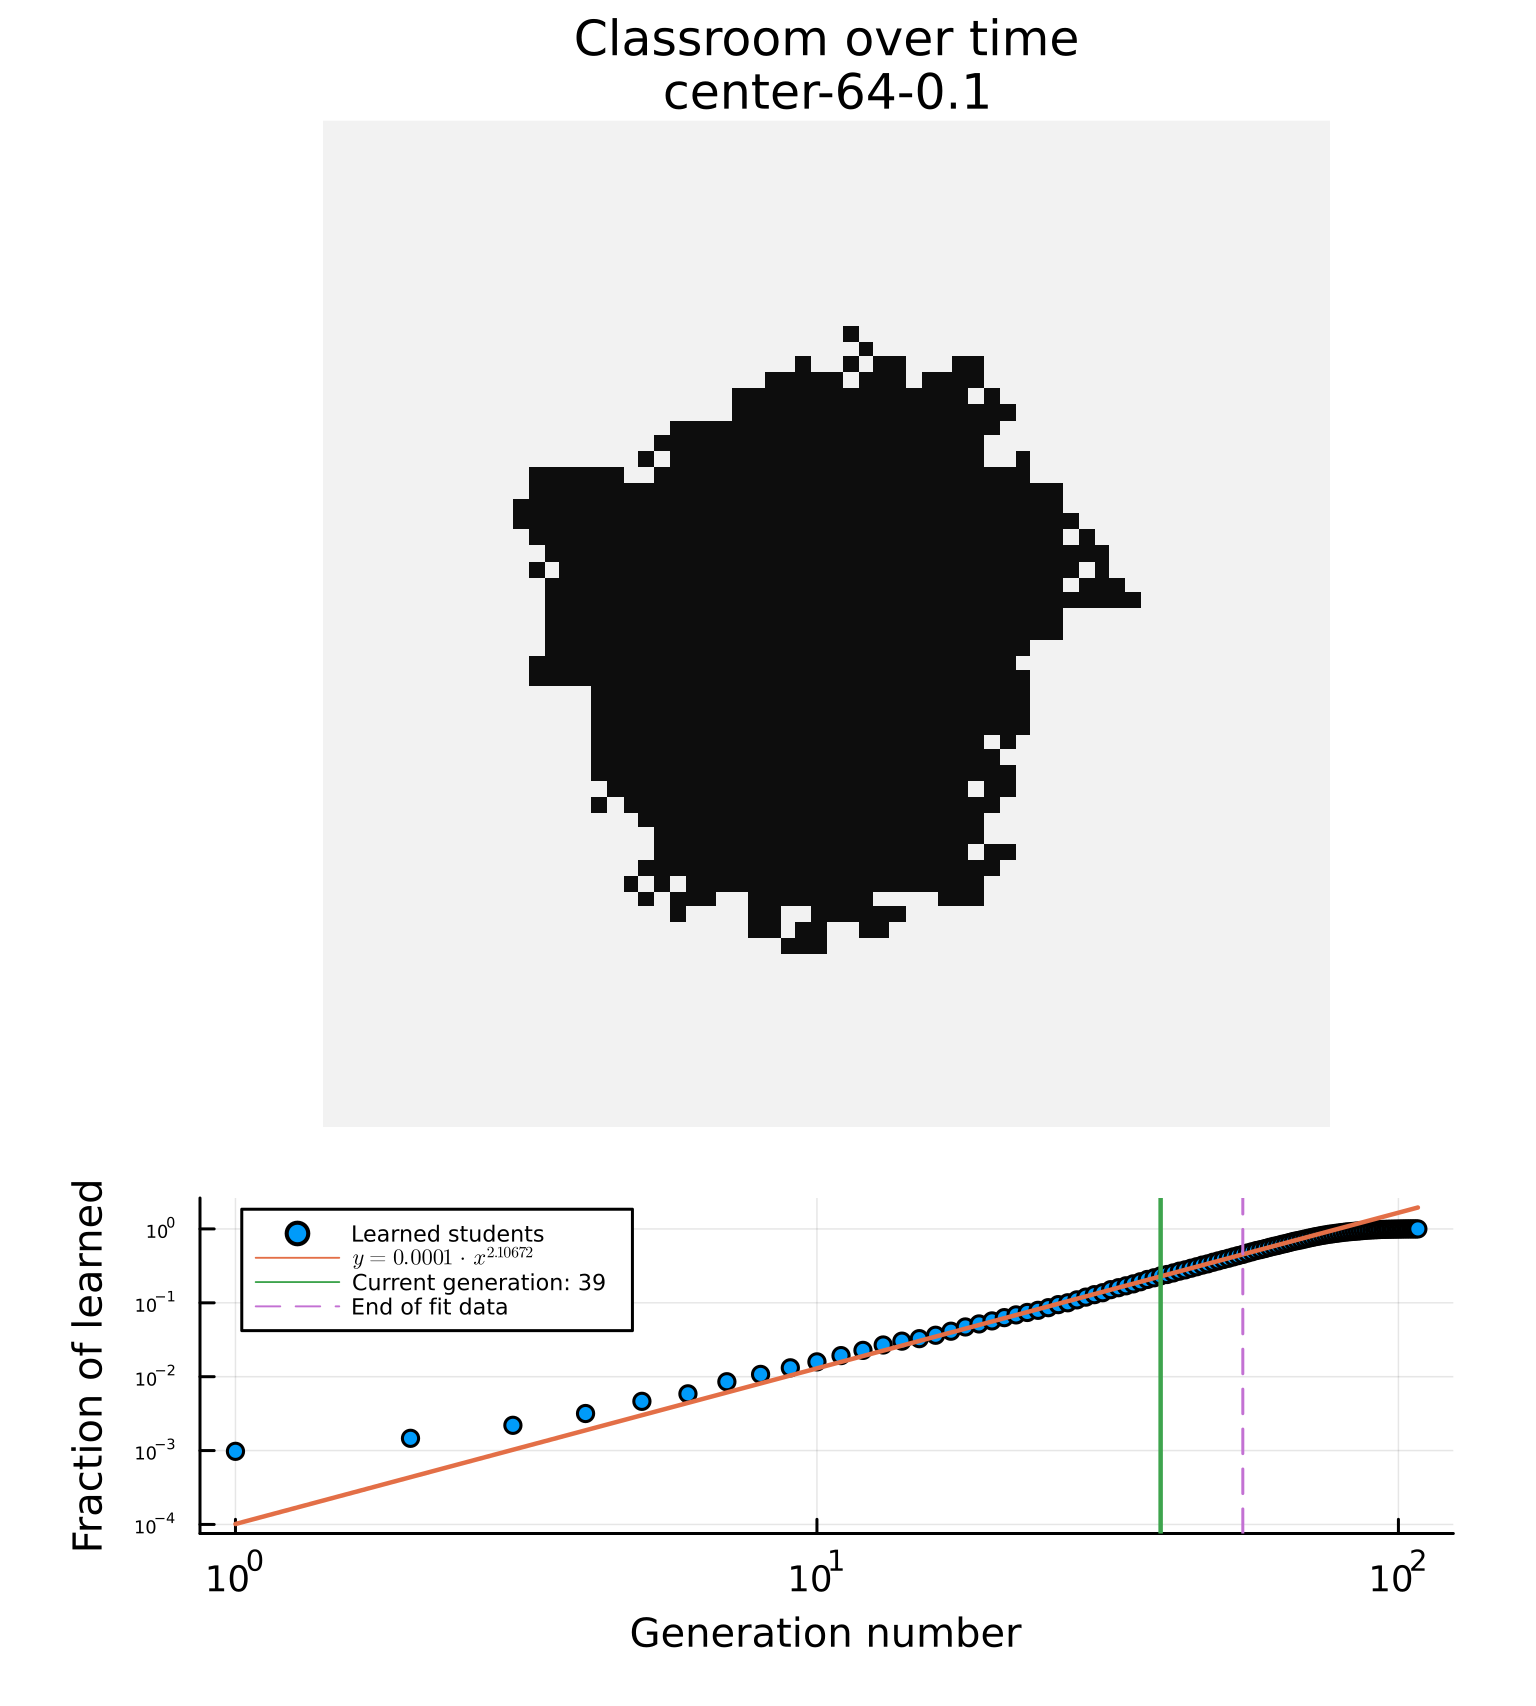 Classroom over time
center-64-0.1
Fraction of learned
10^0
10^-1
10^-2
10^-3
10^-4
Learned students
y = 0.0001 · x^2.10672
Current generation: 39
End of fit data
10^0 10^1 10^2
Generation number